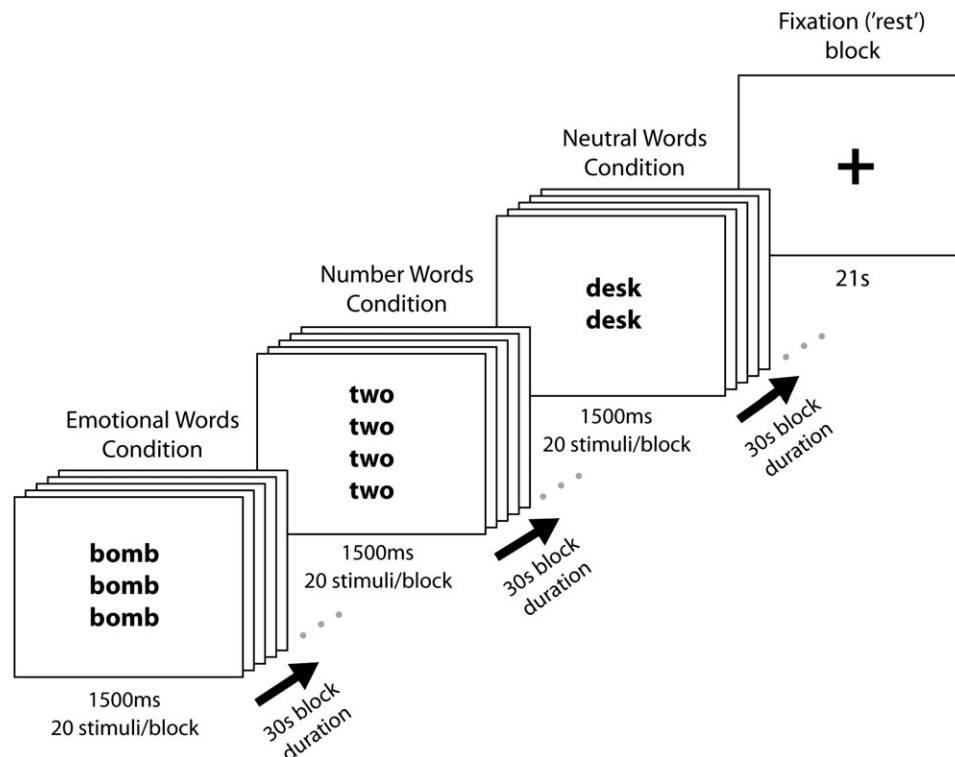 Emotional Words
Condition
bomb
bomb
bomb
1500ms
20 stimuli/block
30s block
duration
Number Words
Condition
two
two
two
two
1500ms
20 stimuli/block
30s block
duration
Neutral Words
Condition
desk
desk
1500ms
20 stimuli/block
30s block
duration
Fixation ('rest')
block
+
21s